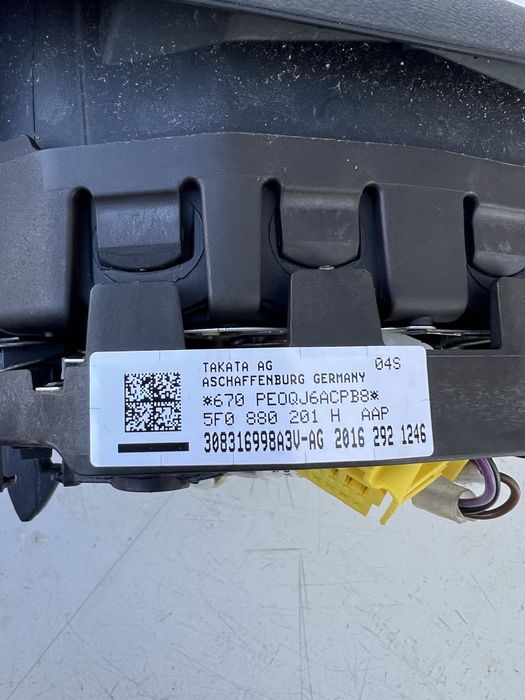 TAKATA AG 04S
ASCHAFFENBURG GERMANY
*670 PEOQJ6ACPB8*
5F0 880 201 H AAP
308316998A3V-AG 2016 292 1246